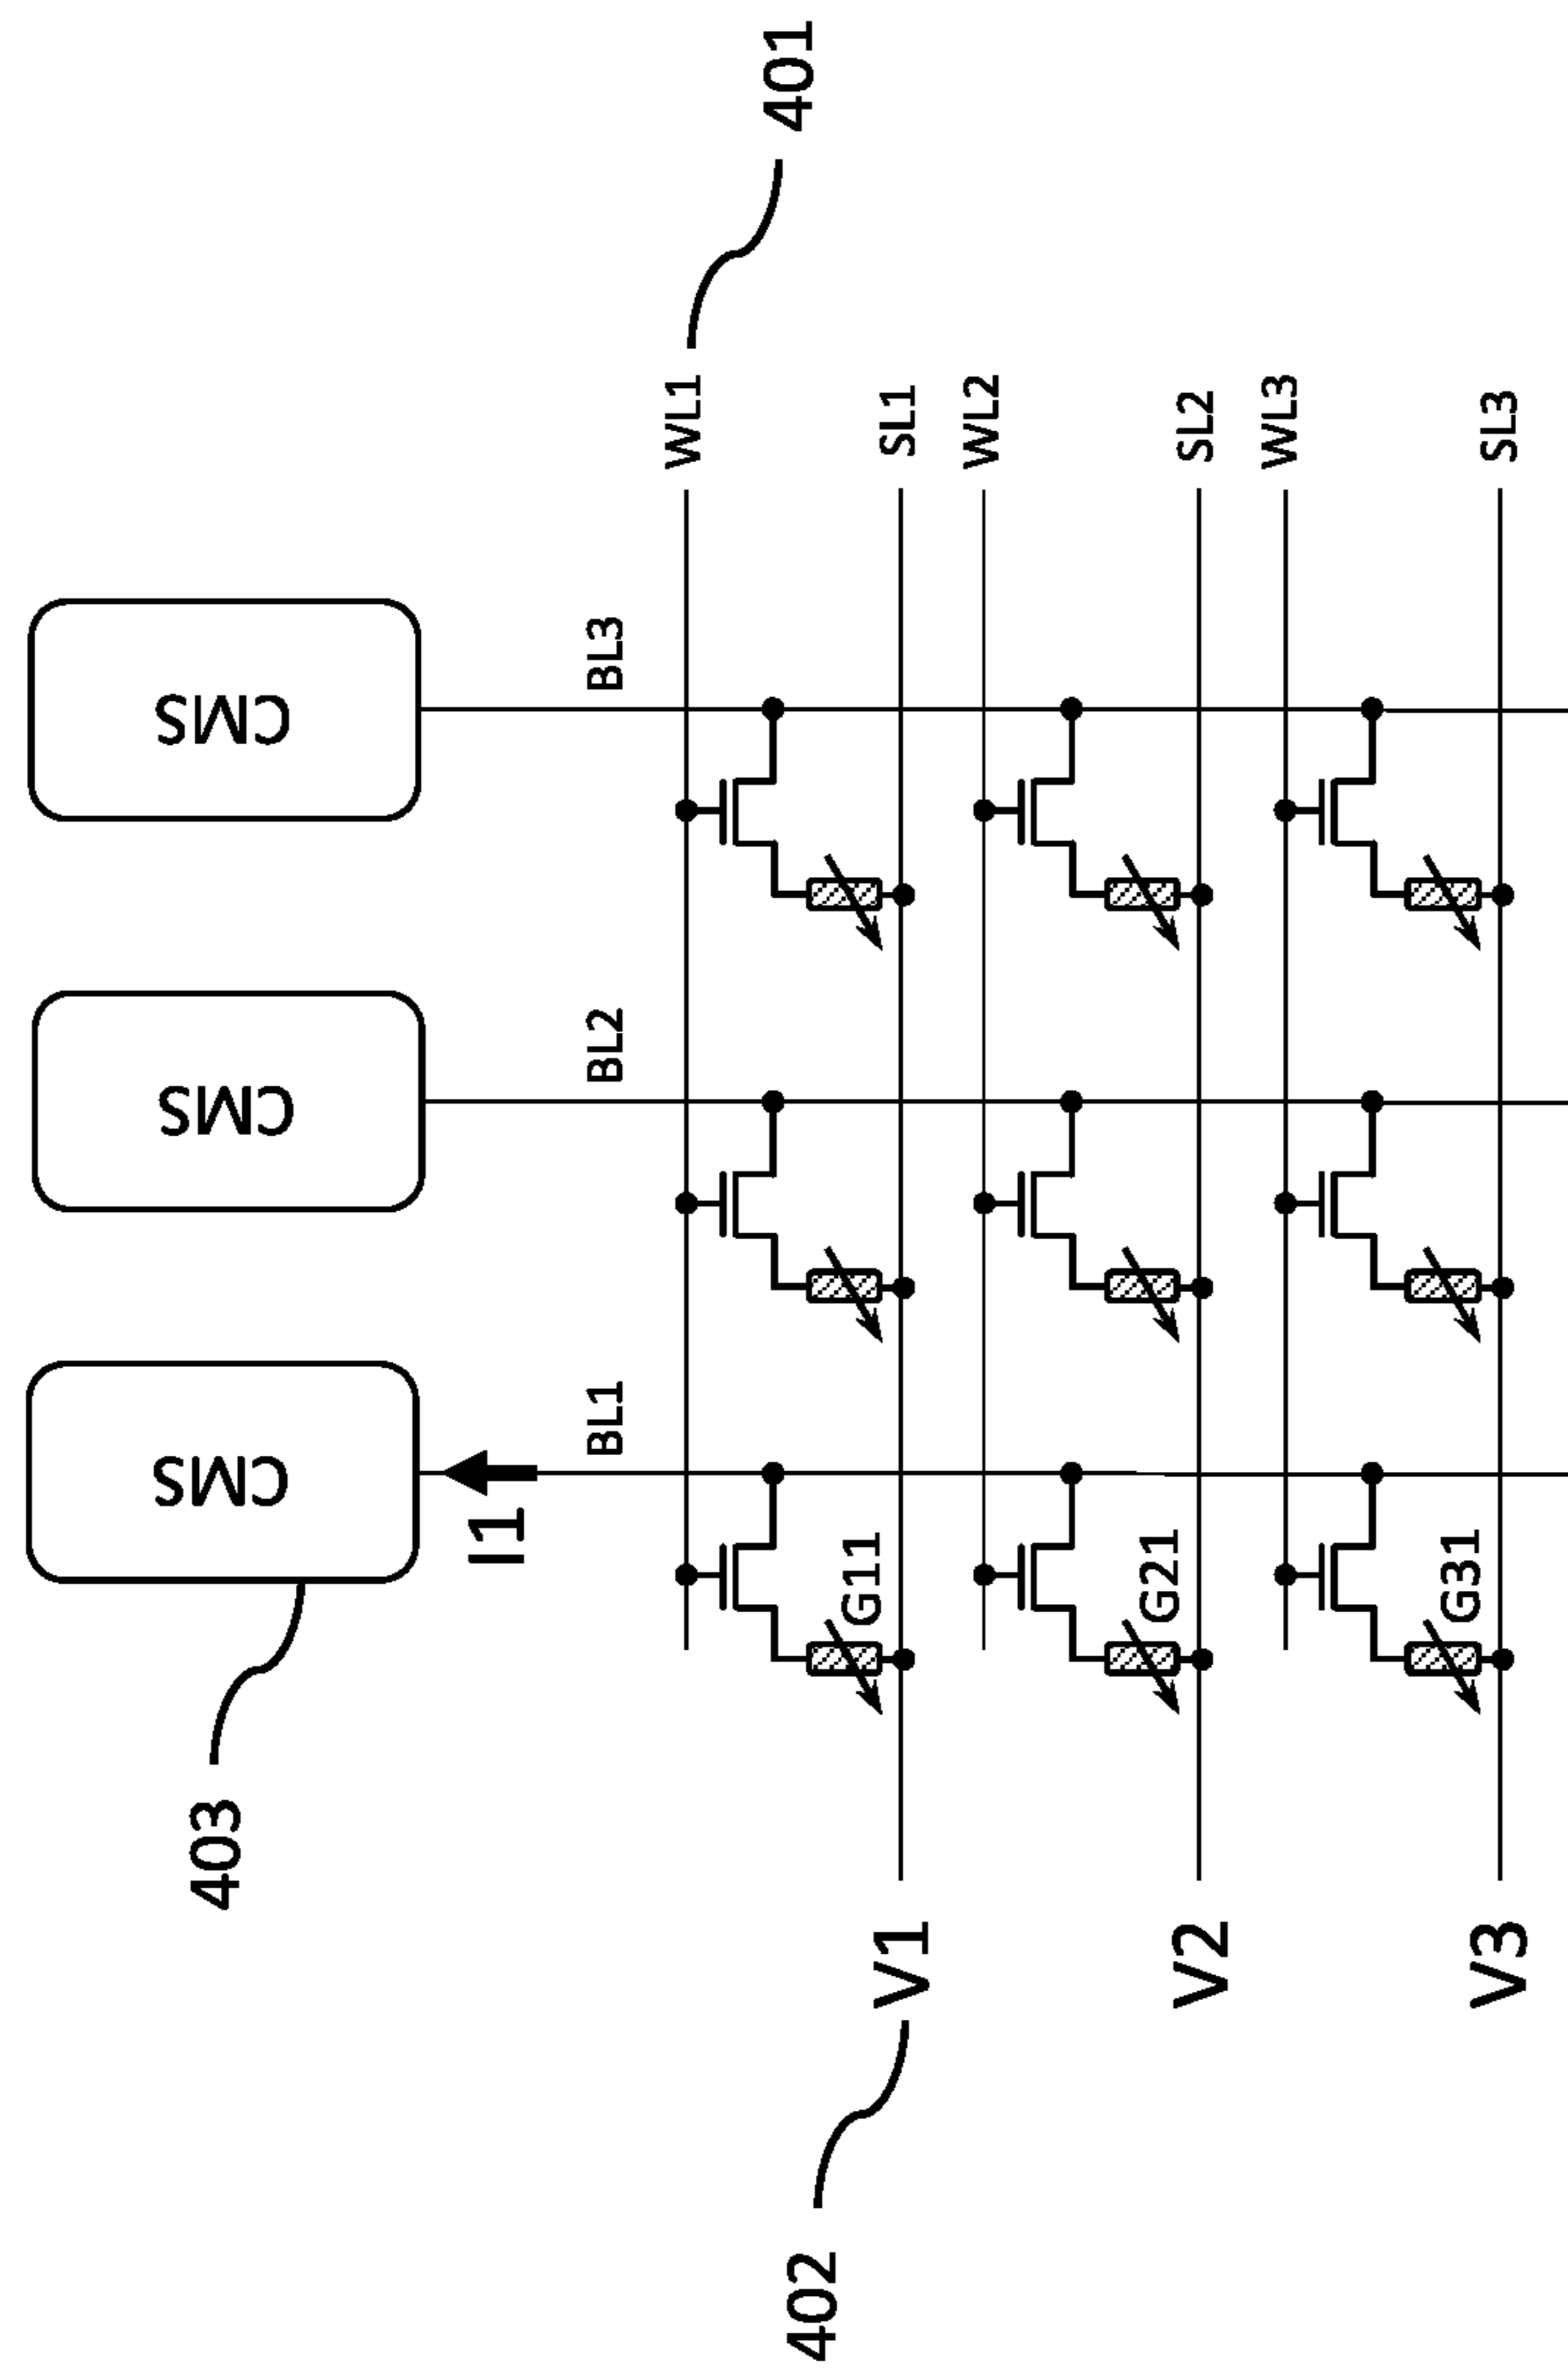 401
WL1
SL1
WL2
SL2
WL3
SL3
CMS
BL3
CMS
BL2
CMS
BL1
I1
G11
G21
G31
403
V1
V2
V3
402